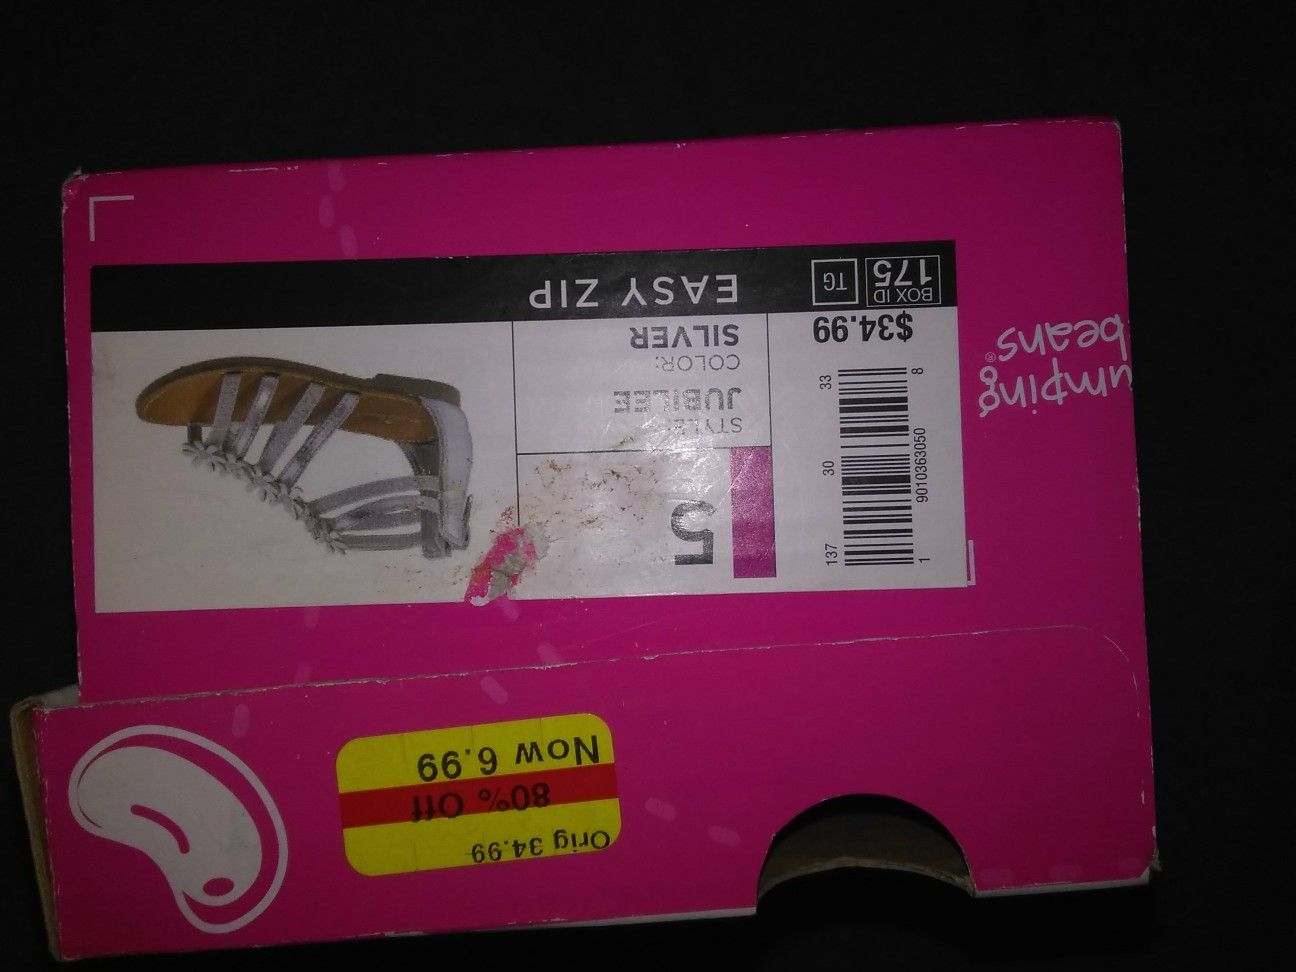 Orig 34.99
80% Off
Now 6.99
umping
beans®
BOX ID
175
TG
EASY ZIP
$34.99
STYLE:
JUBILEE
COLOR:
SILVER
5
137 30 33
1 9010363050 8